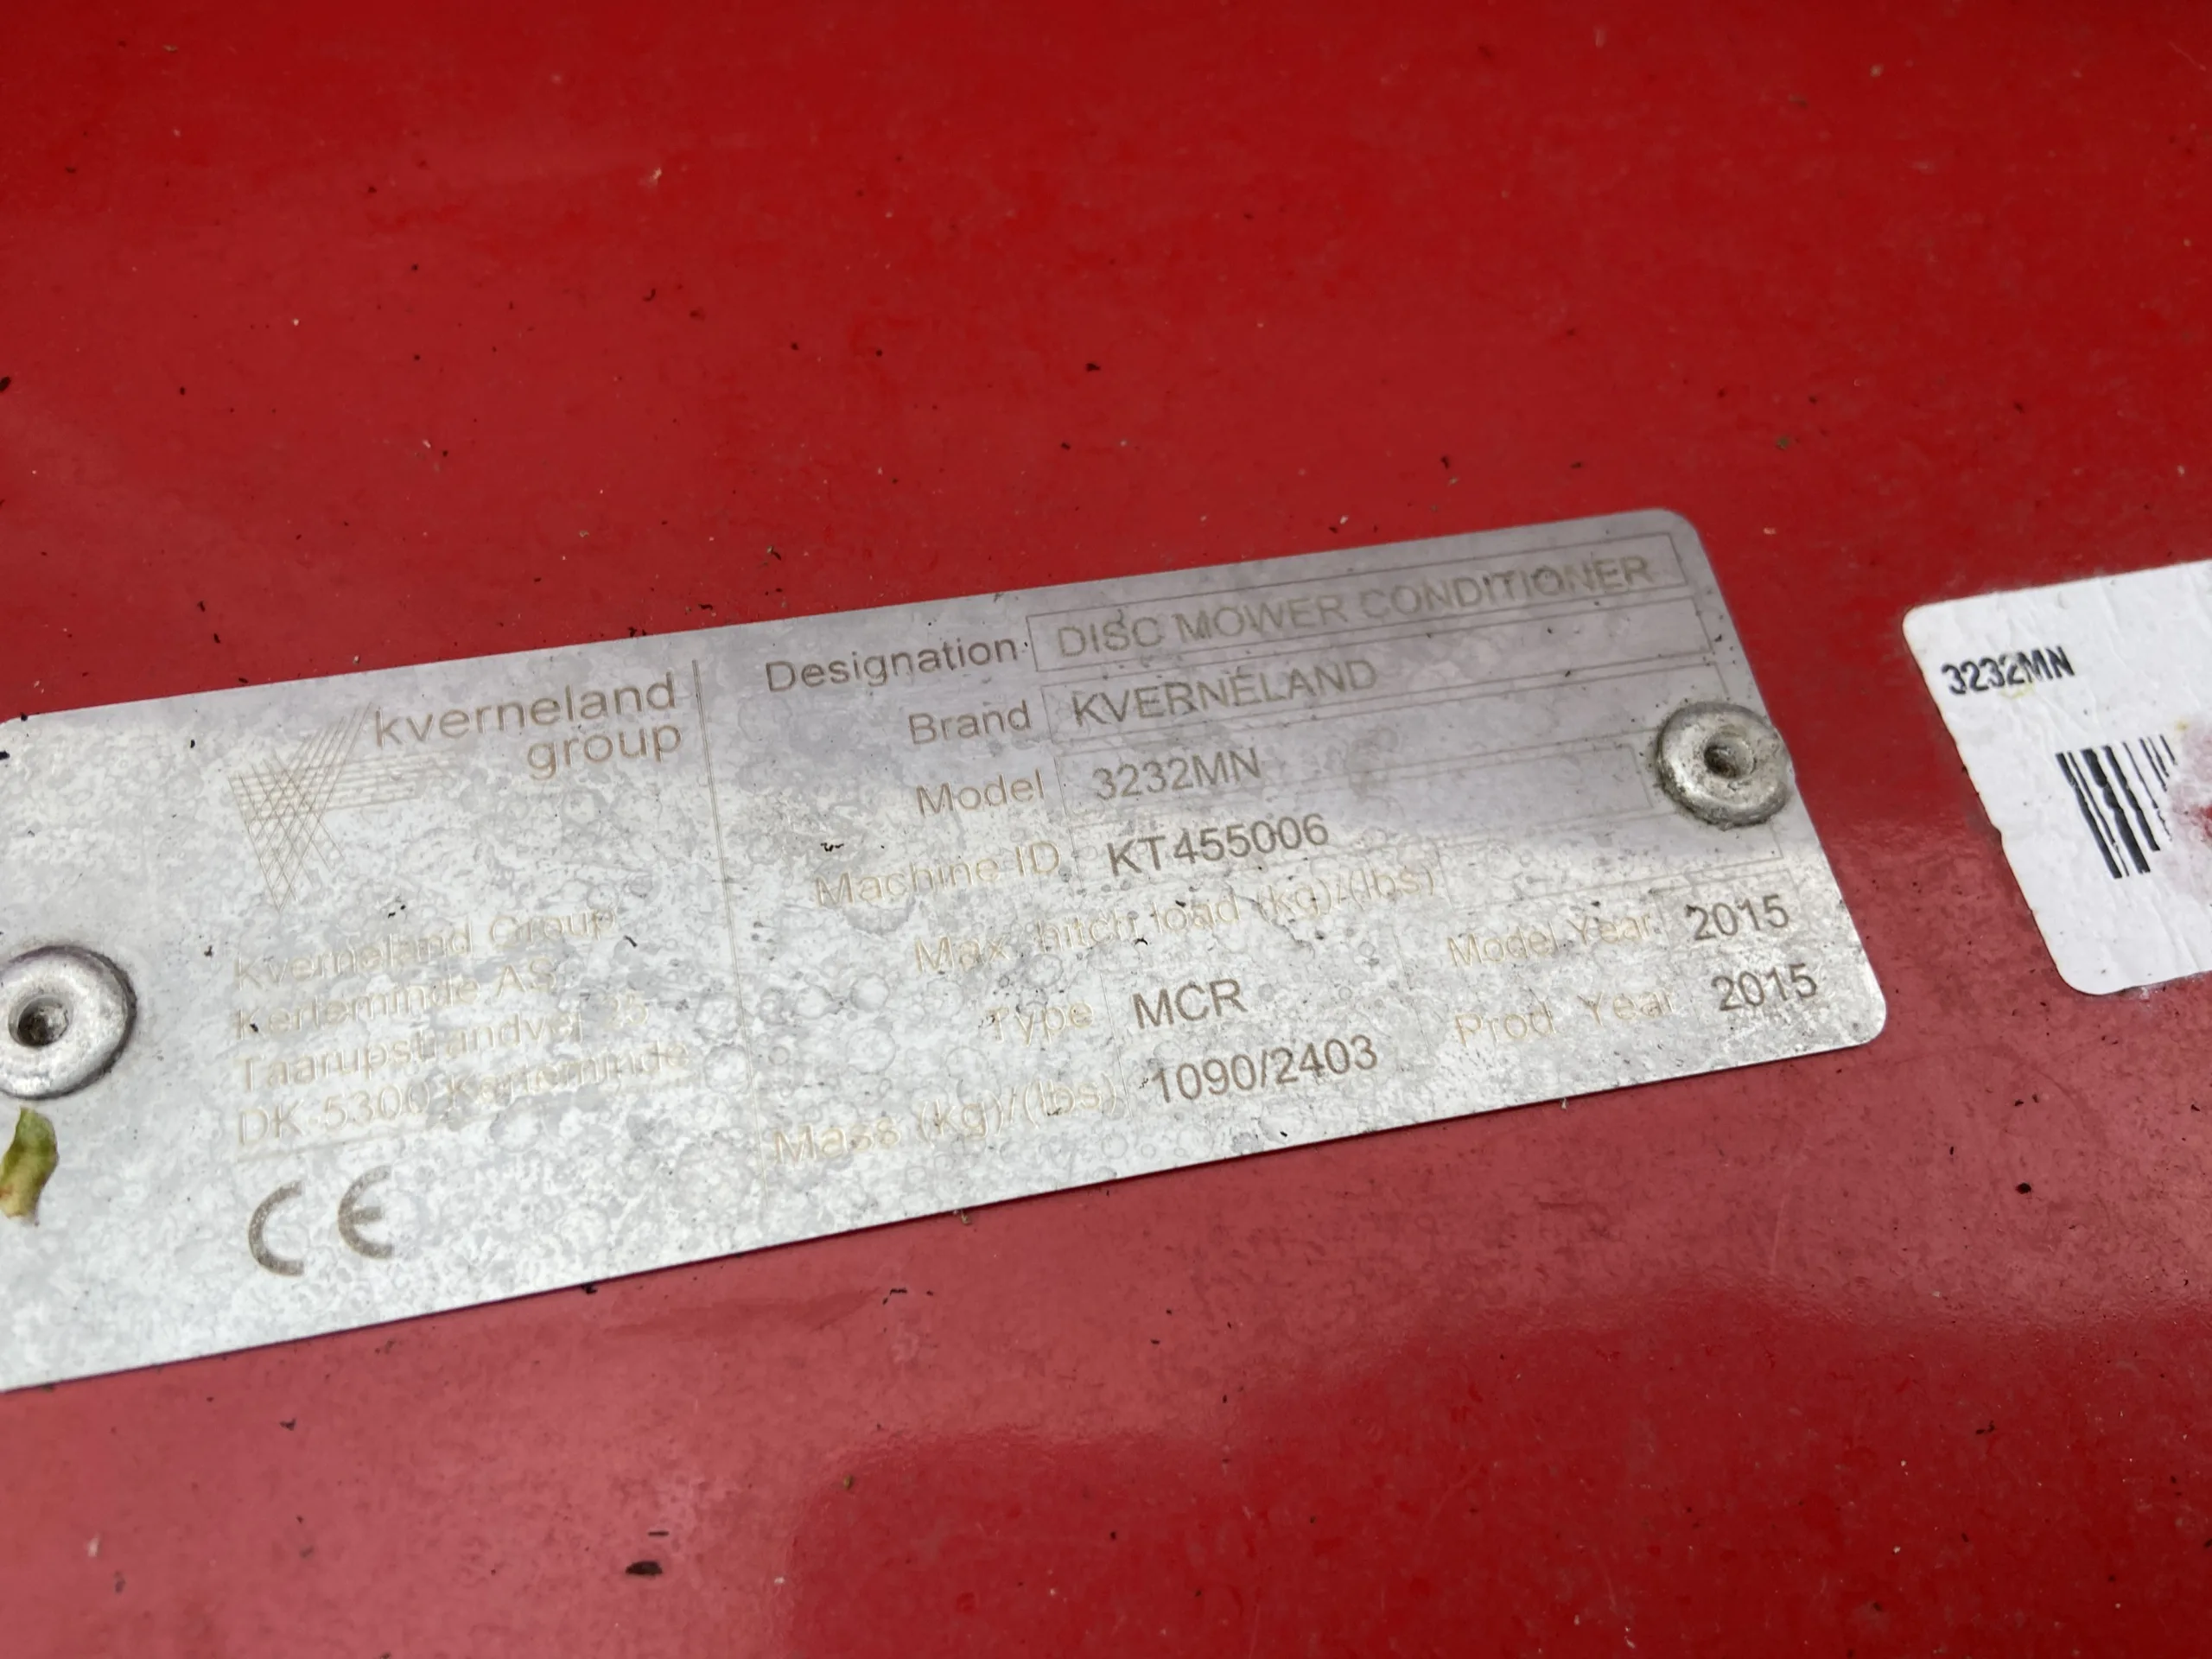 kverneland
group
Kverneland Group
Kerteminde AS
Taarupstrandvej 25
DK-5300 Kerteminde
CE
Designation DISC MOWER CONDITIONER
Brand KVERNELAND
Model 3232MN
Machine ID KT455006
Max. hitch load (kg)/(lbs)
Type MCR Model Year 2015
Mass (kg)/(lbs) 1090/2403 Prod. Year 2015
3232MN